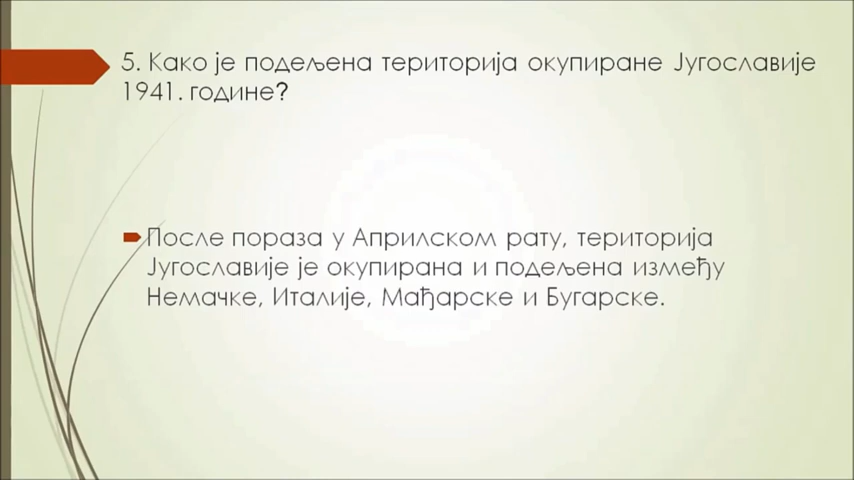 5. Како је подељена територија окупиране Југославије
1941. године?
После пораза у Априлском рату, територија
Југославије је окупирана и подељена између
Немачке, Италије, Мађарске и Бугарске.